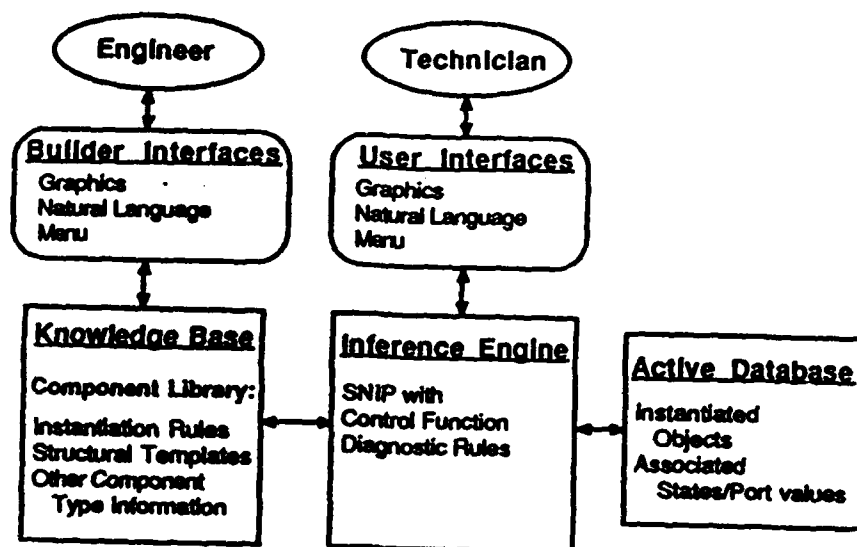 Engineer
Technician
Builder Interfaces
Graphics
Natural Language
Menu
User Interfaces
Graphics
Natural Language
Menu
Knowledge Base
Component Library:
Instantiation Rules
Structural Templates
Other Component
Type Information
Inference Engine
SNIP with
Control Function
Diagnostic Rules
Active Database
Instantiated
Objects
Associated
States/Port values